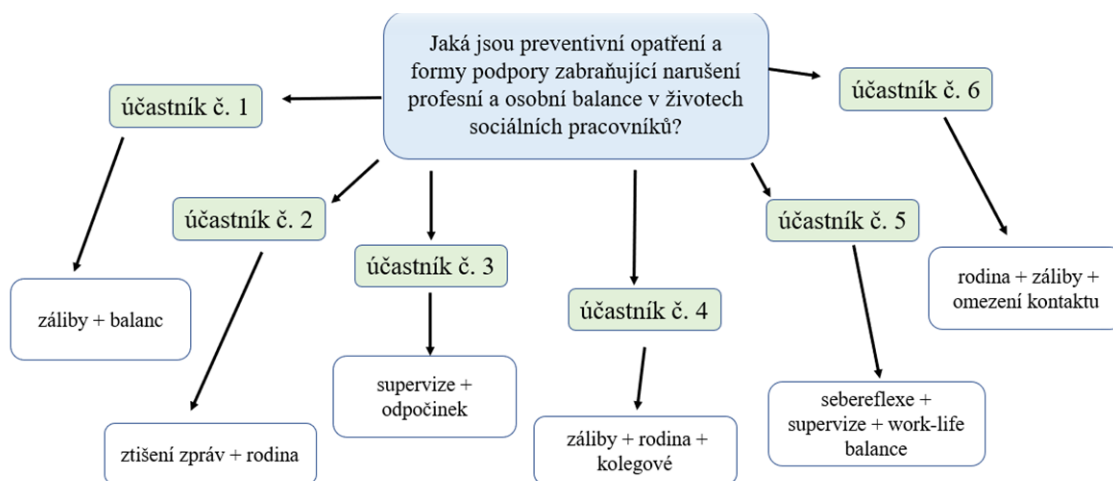 Jaká jsou preventivní opatření a
formy podpory zabraňující narušení
profesní a osobní balance v životech
sociálních pracovníků?
účastník č. 1
účastník č. 2
účastník č. 3
účastník č. 4
účastník č. 5
účastník č. 6
záliby + balanc
ztišení zpráv + rodina
supervize +
odpočinek
záliby + rodina +
kolegové
sebereflexe +
supervize + work-life
balance
rodina + záliby +
omezení kontaktu